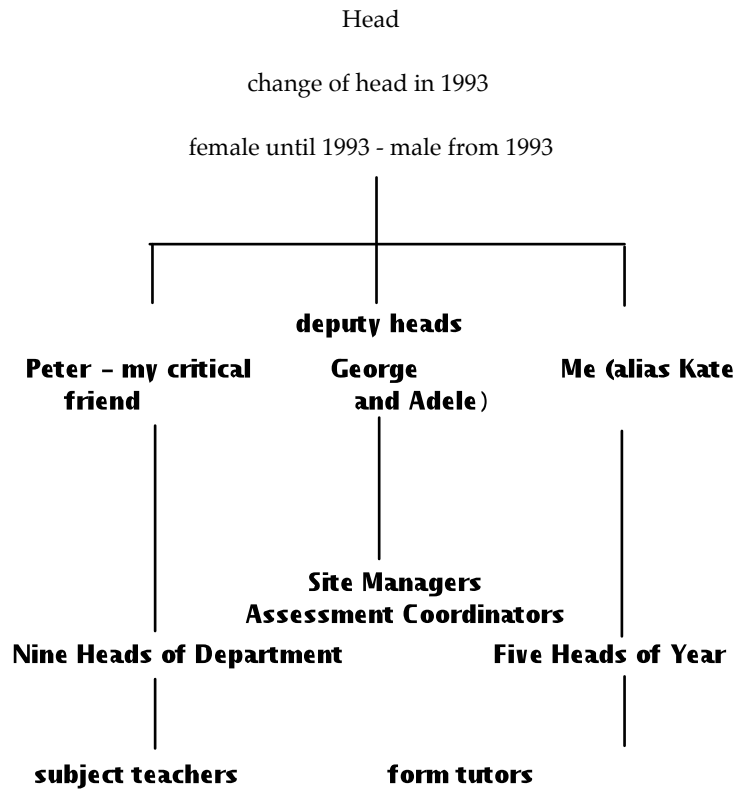 Head
change of head in 1993
female until 1993 - male from 1993
deputy heads
Peter - my critical George Me (alias Kate
friend and Adele)
Site Managers
Assessment Coordinators
Nine Heads of Department Five Heads of Year
subject teachers form tutors